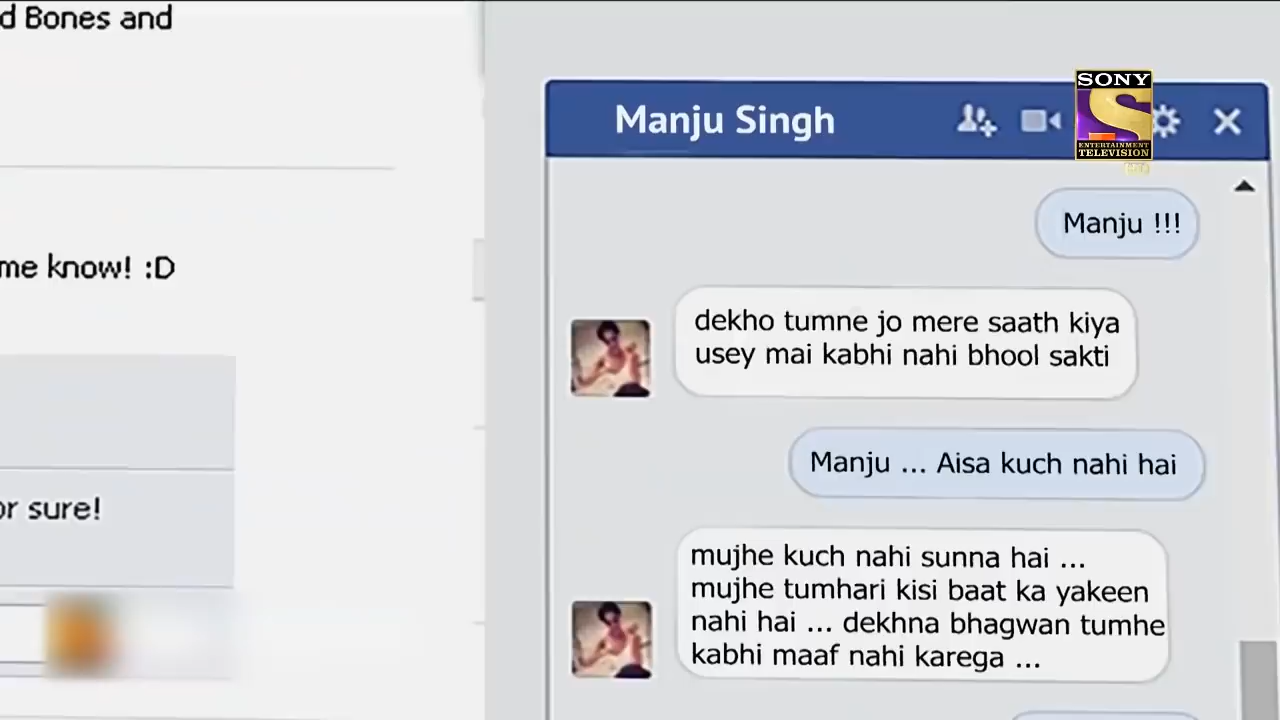 d Bones and
me know! :D
or sure!
Manju Singh
SONY
ENTERTAINMENT
TELEVISION
Manju !!!
dekho tumne jo mere saath kiya
usey mai kabhi nahi bhool sakti
Manju ... Aisa kuch nahi hai
mujhe kuch nahi sunna hai ...
mujhe tumhari kisi baat ka yakeen
nahi hai ... dekhna bhagwan tumhe
kabhi maaf nahi karega ...